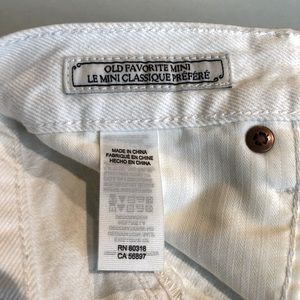 OLD FAVORITE MINI
LE MINI CLASSIQUE PRÉFÉRÉ
MADE IN CHINA
FABRIQUÉ EN CHINE
HECHO EN CHINA
RN 80318
CA 56897